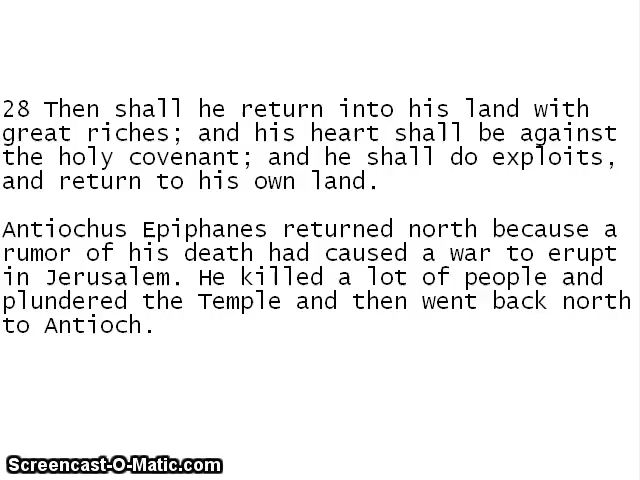 28 Then shall he return into his land with
great riches; and his heart shall be against
the holy covenant; and he shall do exploits,
and return to his own land.
Antiochus Epiphanes returned north because a
rumor of his death had caused a war to erupt
in Jerusalem. He killed a lot of people and
plundered the Temple and then went back north
to Antioch.
Screencast-O-Matic.com